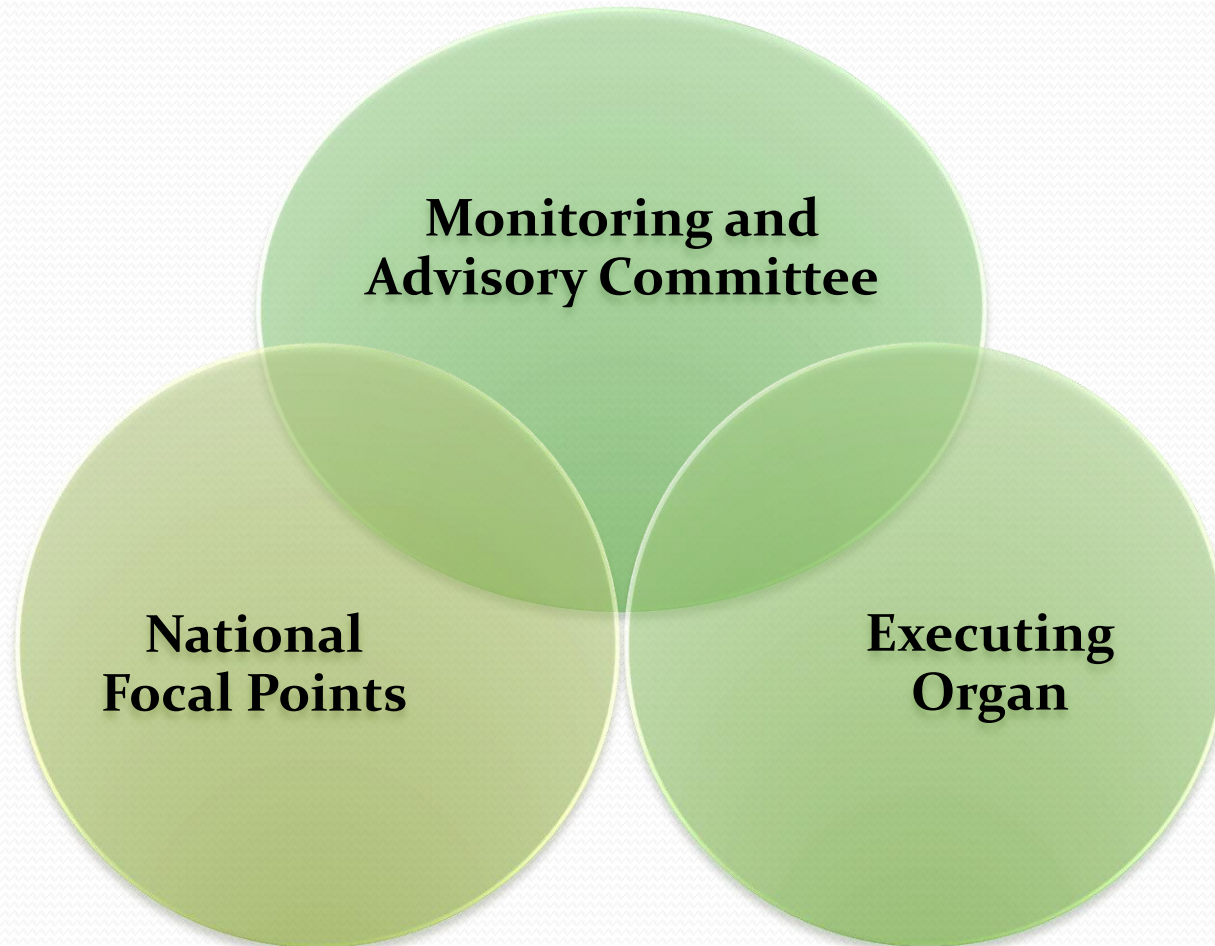 Monitoring and
Advisory Committee
National
Focal Points
Executing
Organ